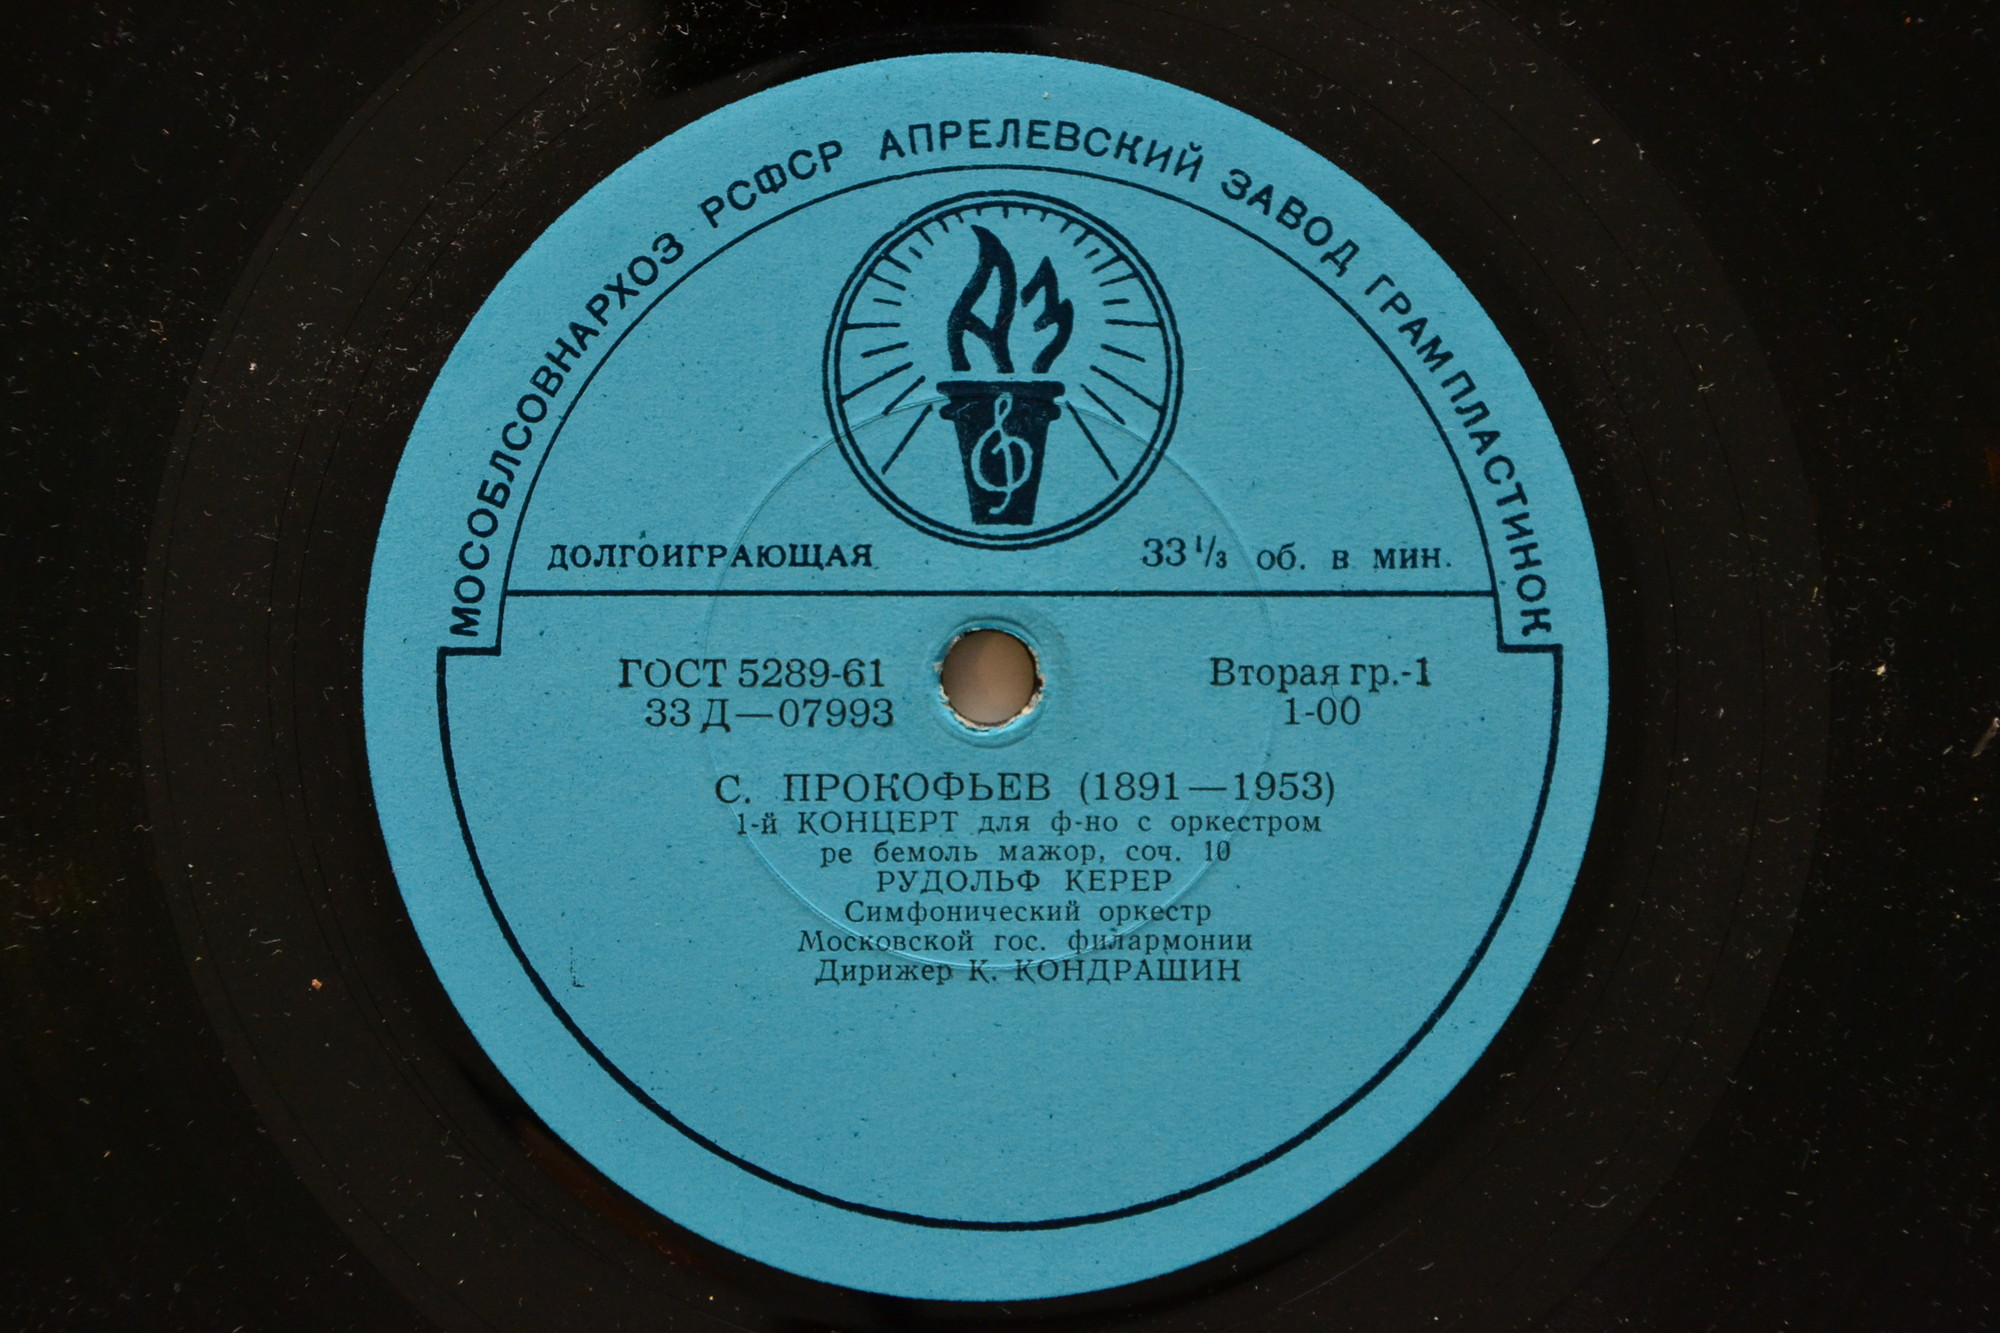 МОСОБЛСОВНАРХОЗ РСФСР АПРЕЛЕВСКИЙ ЗАВОД ГРАМПЛАСТИНОК
АЗ
ДОЛГОИГРАЮЩАЯ 33⅓ об. в мин.
ГОСТ 5289-61 Вторая гр.-1
33 Д—07993 1-00
С. ПРОКОФЬЕВ (1891—1953)
1-й КОНЦЕРТ для ф-но с оркестром
ре бемоль мажор, соч. 10
РУДОЛЬФ КЕРЕР
Симфонический оркестр
Московской гос. филармонии
Дирижер К. КОНДРАШИН